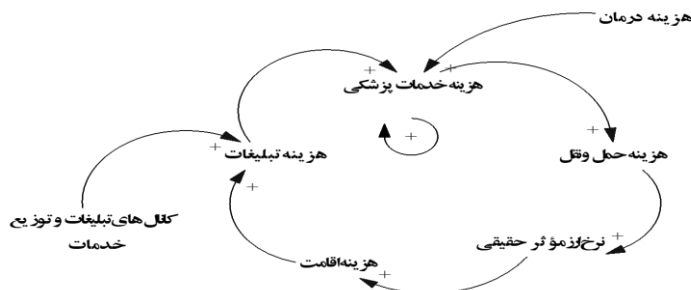 هزینه درمان
هزینه خدمات پزشکی
هزینه حمل ونقل
هزینه تبلیغات
کانال های تبلیغات و توزیع
خدمات
نرخ ارز مؤثر حقیقی
هزینه اقامت